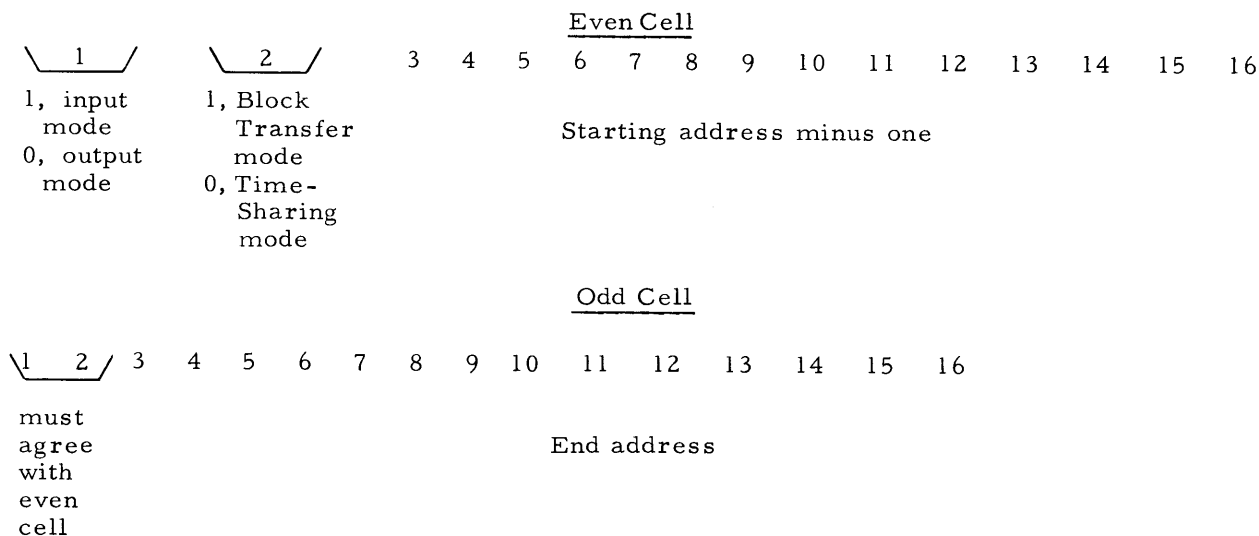 Even Cell
1 2 3 4 5 6 7 8 9 10 11 12 13 14 15 16
1, input
mode
0, output
mode
1, Block
Transfer
mode
0, Time-
Sharing
mode
Starting address minus one
Odd Cell
1 2 3 4 5 6 7 8 9 10 11 12 13 14 15 16
must
agree
with
even
cell
End address